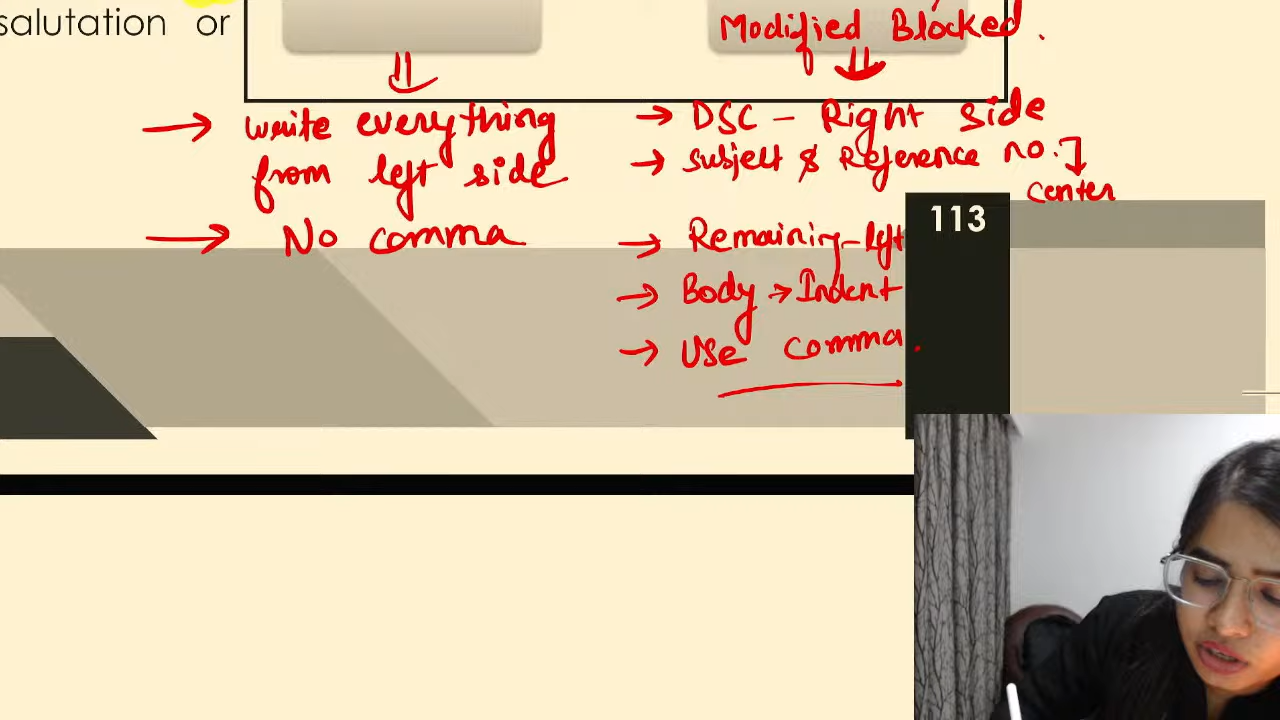 salutation or
Modified Blocked.
→ write everything
from left side
→ No comma
→ DSC - Right side
→ subject & Reference no.]
center
→ Remaining - left
→ Body → Indent
→ Use comma.
113